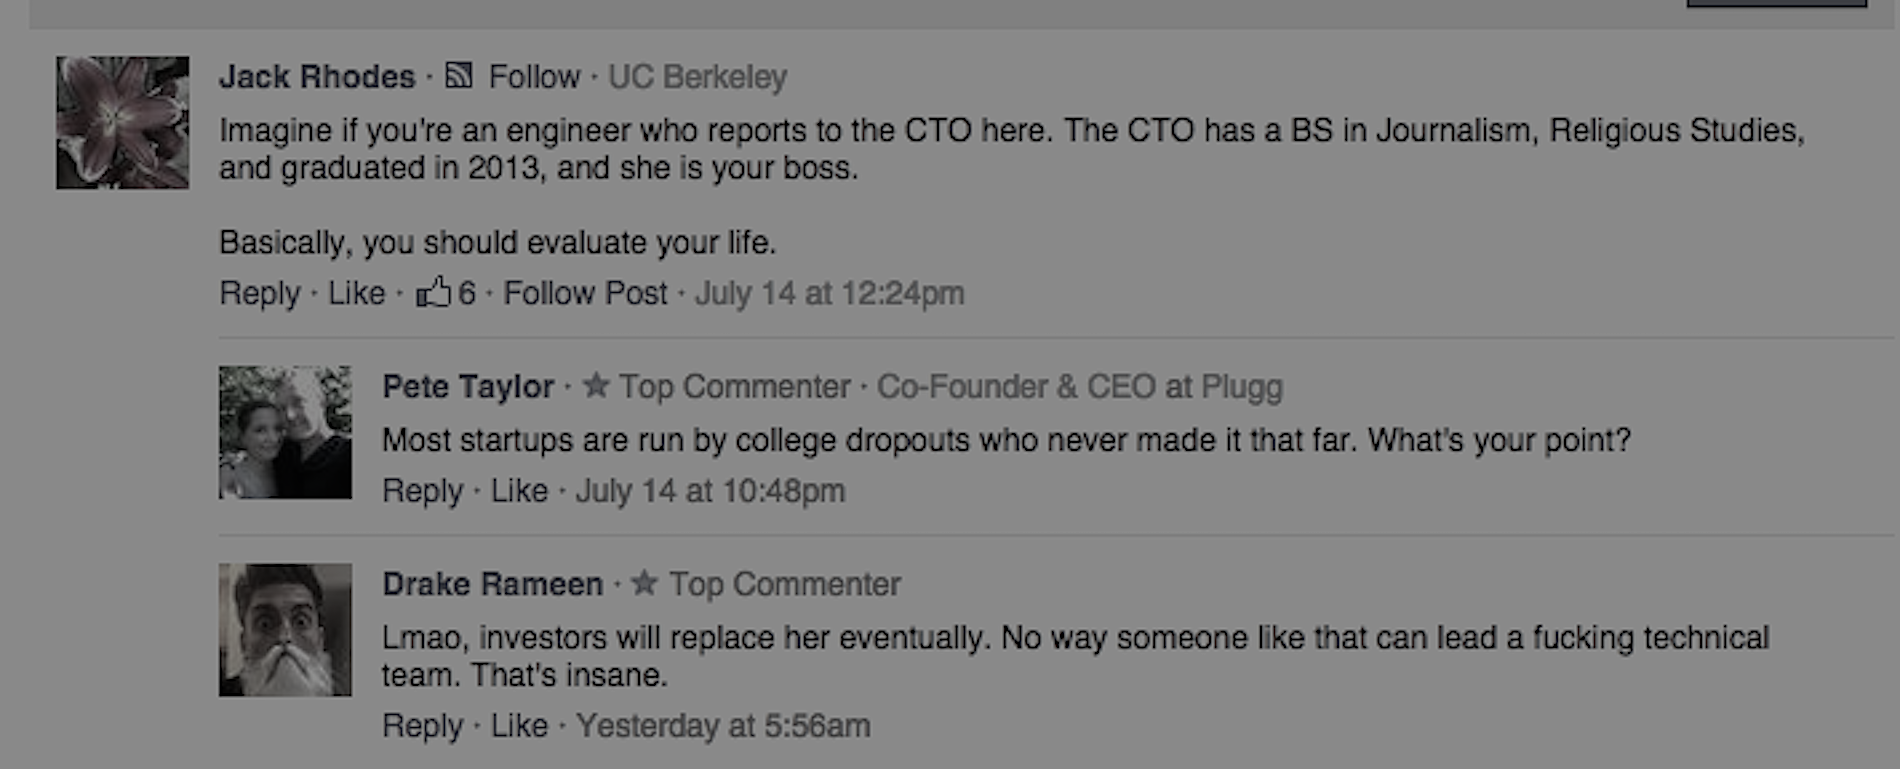 Jack Rhodes · Follow · UC Berkeley
Imagine if you're an engineer who reports to the CTO here. The CTO has a BS in Journalism, Religious Studies,
and graduated in 2013, and she is your boss.
Basically, you should evaluate your life.
Reply · Like · 6 · Follow Post · July 14 at 12:24pm
Pete Taylor · Top Commenter · Co-Founder & CEO at Plugg
Most startups are run by college dropouts who never made it that far. What's your point?
Reply · Like · July 14 at 10:48pm
Drake Rameen · Top Commenter
Lmao, investors will replace her eventually. No way someone like that can lead a fucking technical
team. That's insane.
Reply · Like · Yesterday at 5:56am